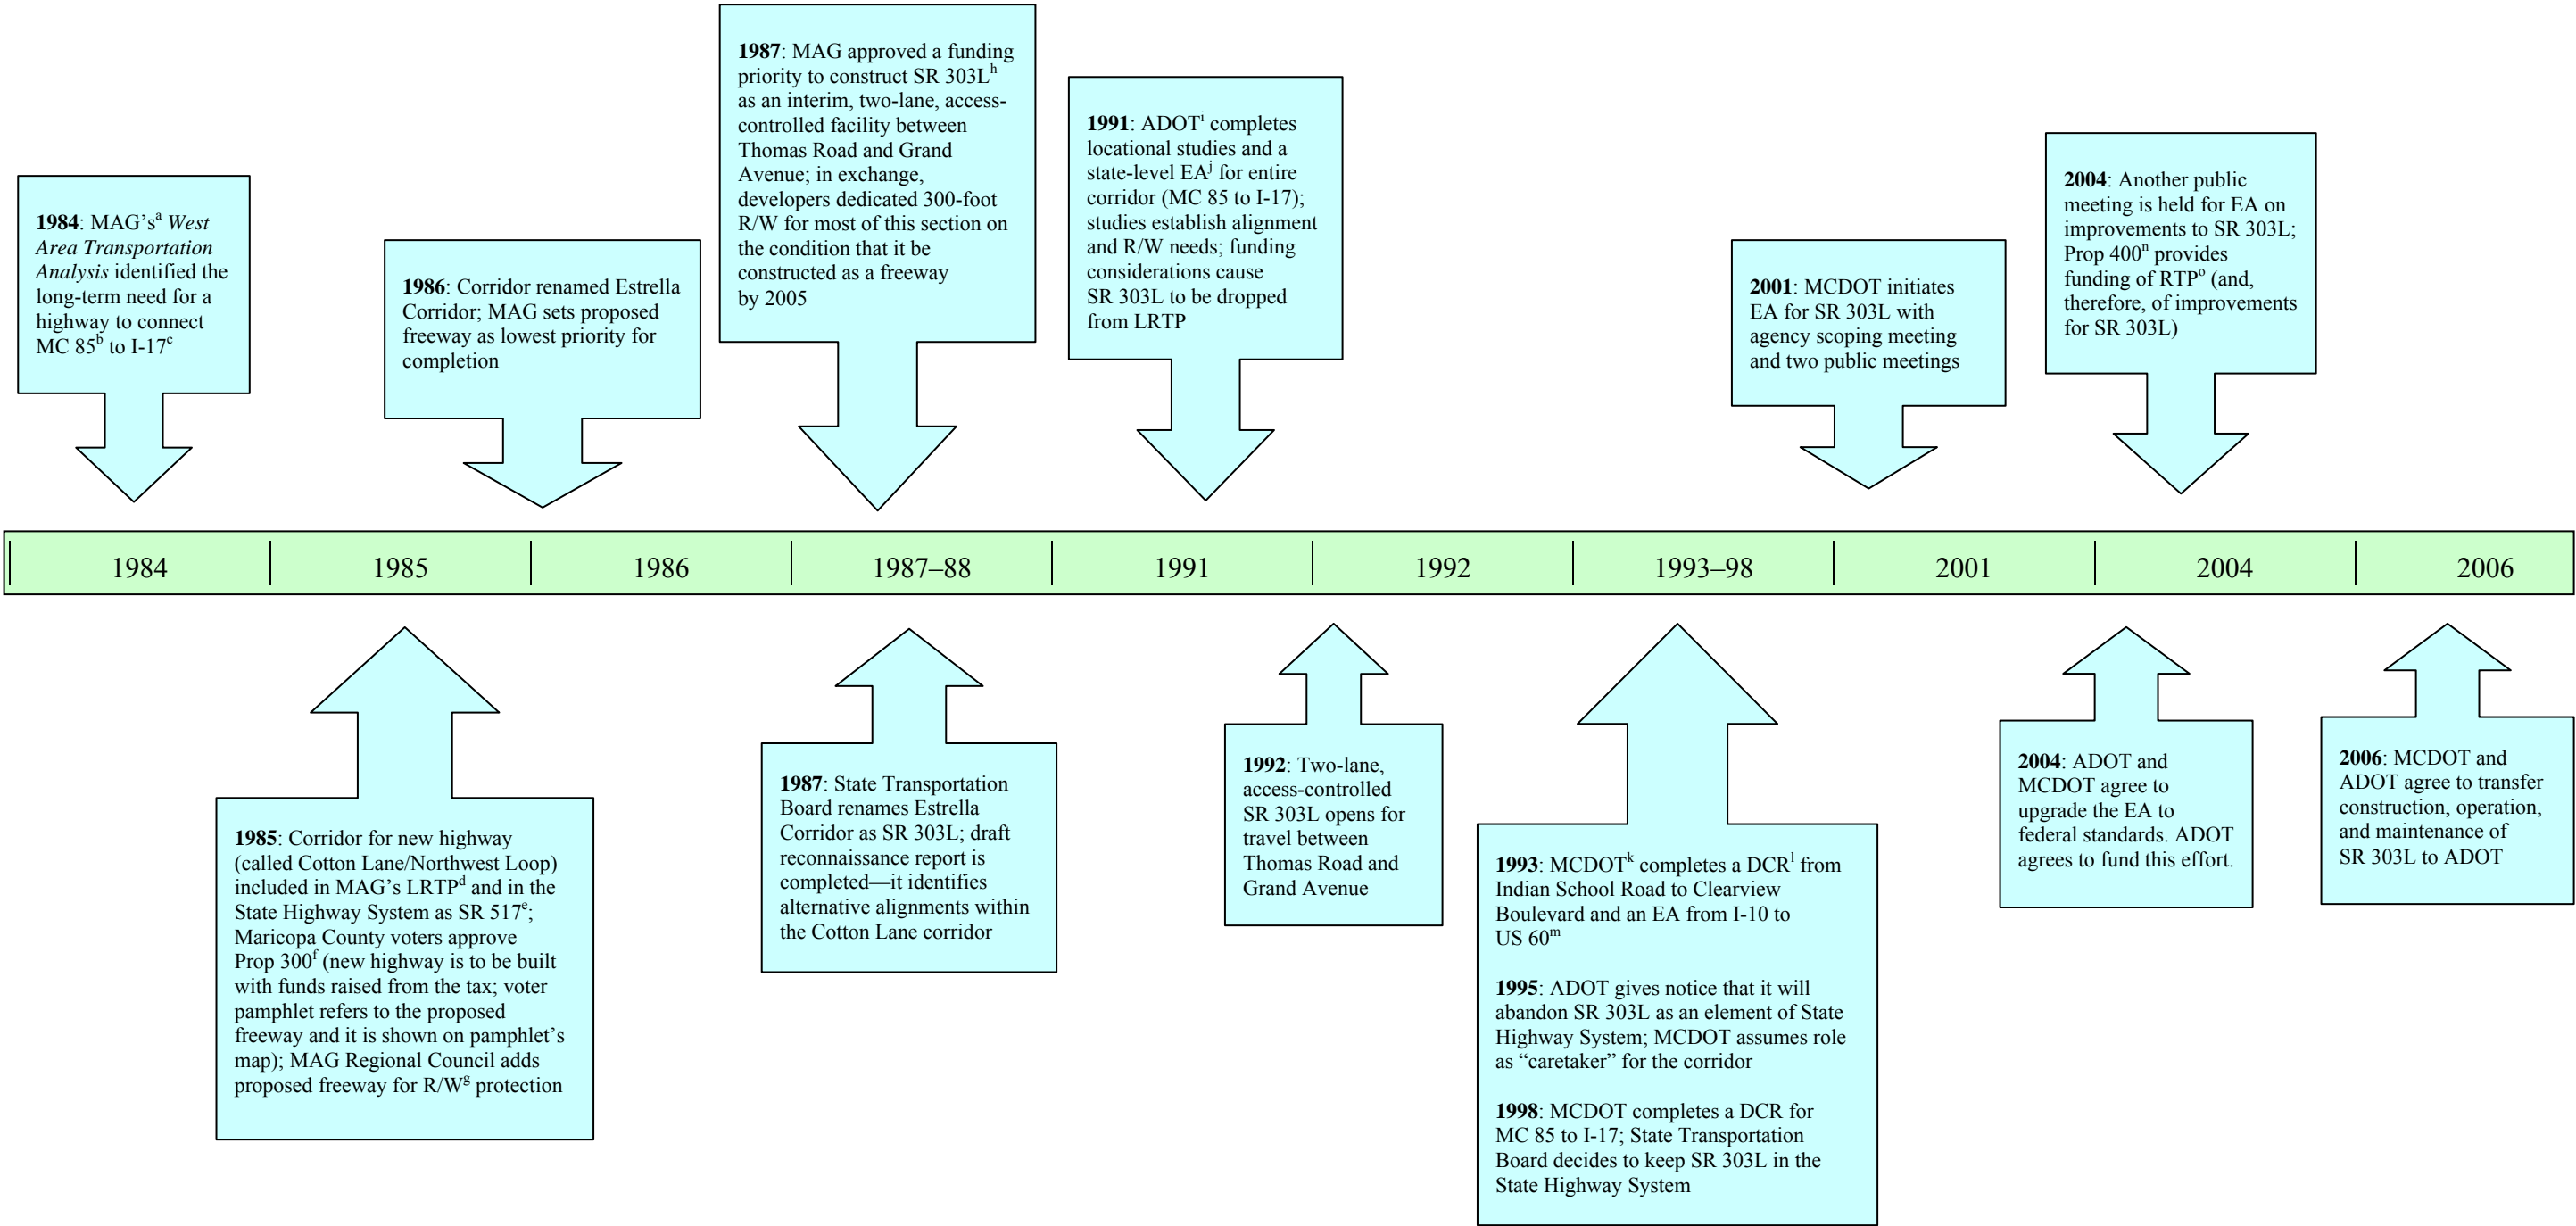 1984: MAG’sᵃ West
Area Transportation
Analysis identified the
long-term need for a
highway to connect
MC 85ᵇ to I-17ᶜ
1986: Corridor renamed Estrella
Corridor; MAG sets proposed
freeway as lowest priority for
completion
1987: MAG approved a funding
priority to construct SR 303Lʰ
as an interim, two-lane, access-
controlled facility between
Thomas Road and Grand
Avenue; in exchange,
developers dedicated 300-foot
R/W for most of this section on
the condition that it be
constructed as a freeway
by 2005
1991: ADOTⁱ completes
locational studies and a
state-level EAʲ for entire
corridor (MC 85 to I-17);
studies establish alignment
and R/W needs; funding
considerations cause
SR 303L to be dropped
from LRTP
2001: MCDOT initiates
EA for SR 303L with
agency scoping meeting
and two public meetings
2004: Another public
meeting is held for EA on
improvements to SR 303L;
Prop 400ⁿ provides
funding of RTPᵒ (and,
therefore, of improvements
for SR 303L)
1984 1985 1986 1987–88 1991 1992 1993–98 2001 2004 2006
1985: Corridor for new highway
(called Cotton Lane/Northwest Loop)
included in MAG’s LRTPᵈ and in the
State Highway System as SR 517ᵉ;
Maricopa County voters approve
Prop 300ᶠ (new highway is to be built
with funds raised from the tax; voter
pamphlet refers to the proposed
freeway and it is shown on pamphlet’s
map); MAG Regional Council adds
proposed freeway for R/Wᵍ protection
1987: State Transportation
Board renames Estrella
Corridor as SR 303L; draft
reconnaissance report is
completed—it identifies
alternative alignments within
the Cotton Lane corridor
1992: Two-lane,
access-controlled
SR 303L opens for
travel between
Thomas Road and
Grand Avenue
1993: MCDOTᵏ completes a DCRˡ from
Indian School Road to Clearview
Boulevard and an EA from I-10 to
US 60ᵐ
1995: ADOT gives notice that it will
abandon SR 303L as an element of State
Highway System; MCDOT assumes role
as “caretaker” for the corridor
1998: MCDOT completes a DCR for
MC 85 to I-17; State Transportation
Board decides to keep SR 303L in the
State Highway System
2004: ADOT and
MCDOT agree to
upgrade the EA to
federal standards. ADOT
agrees to fund this effort.
2006: MCDOT and
ADOT agree to transfer
construction, operation,
and maintenance of
SR 303L to ADOT